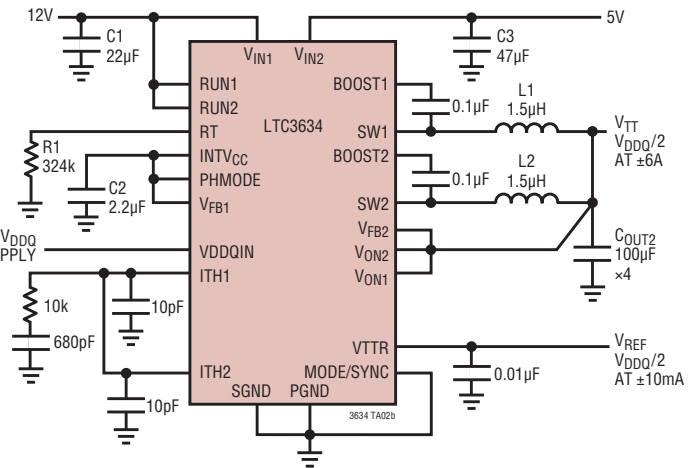 12V
5V
C1
22µF
C3
47µF
VIN1
VIN2
RUN1
RUN2
RT
INTVCC
PHMODE
VFB1
VDDQIN
ITH1
ITH2
SGND
PGND
LTC3634
BOOST1
SW1
BOOST2
SW2
VFB2
VON2
VON1
VTTR
MODE/SYNC
R1
324k
C2
2.2µF
VDDQ
PPLY
10k
680pF
10pF
10pF
0.1µF
L1
1.5µH
0.1µF
L2
1.5µH
VTT
VDDQ/2
AT ±6A
COUT2
100µF
×4
VREF
VDDQ/2
AT ±10mA
0.01µF
3634 TA02b